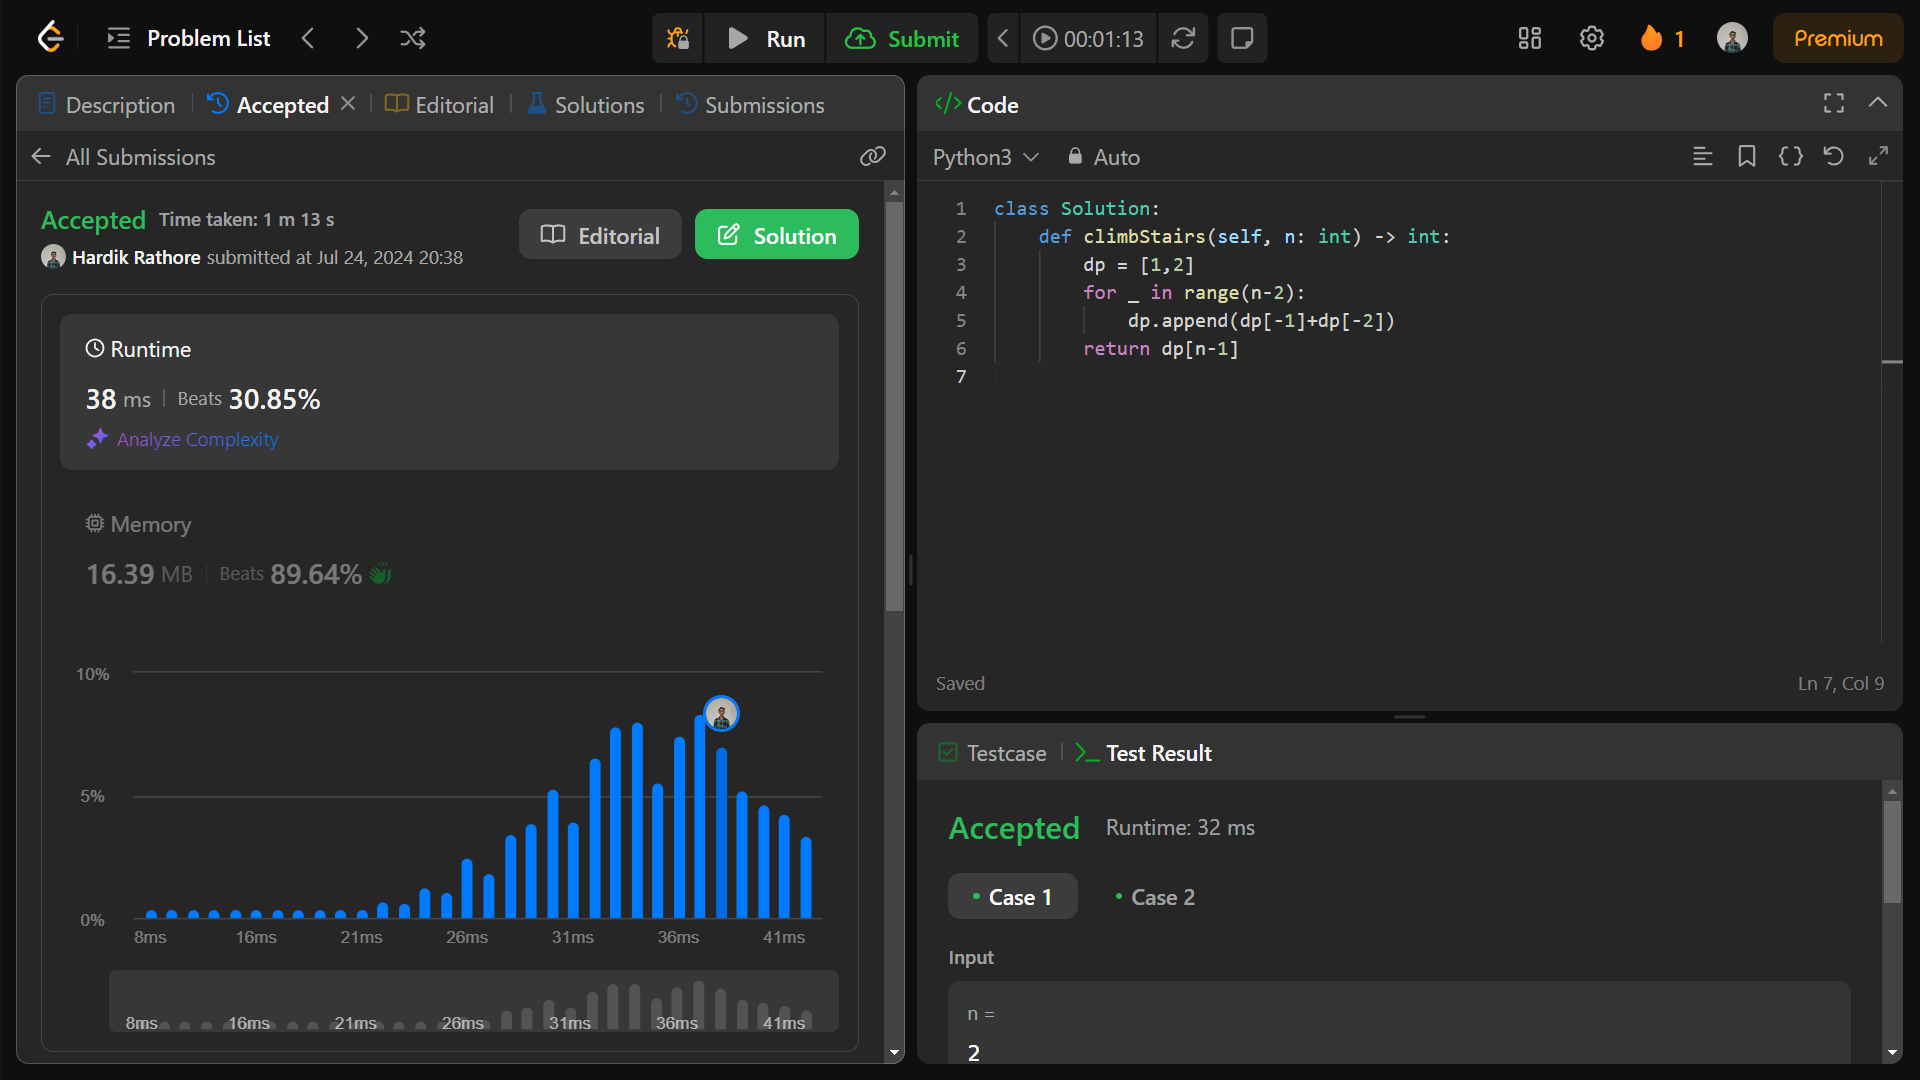 Problem List
Run
Submit
00:01:13
1
Premium
Description
Accepted
Editorial
Solutions
Submissions
All Submissions
Accepted Time taken: 1 m 13 s
Hardik Rathore submitted at Jul 24, 2024 20:38
Editorial
Solution
Runtime
38 ms | Beats 30.85%
Analyze Complexity
Memory
16.39 MB | Beats 89.64%
10%
5%
0%
8ms 16ms 21ms 26ms 31ms 36ms 41ms
8ms 16ms 21ms 26ms 31ms 36ms 41ms
</> Code
Python3
Auto
1 class Solution:
2     def climbStairs(self, n: int) -> int:
3         dp = [1,2]
4         for _ in range(n-2):
5             dp.append(dp[-1]+dp[-2])
6         return dp[n-1]
7
Saved
Ln 7, Col 9
Testcase
Test Result
Accepted Runtime: 32 ms
• Case 1 • Case 2
Input
n =
2